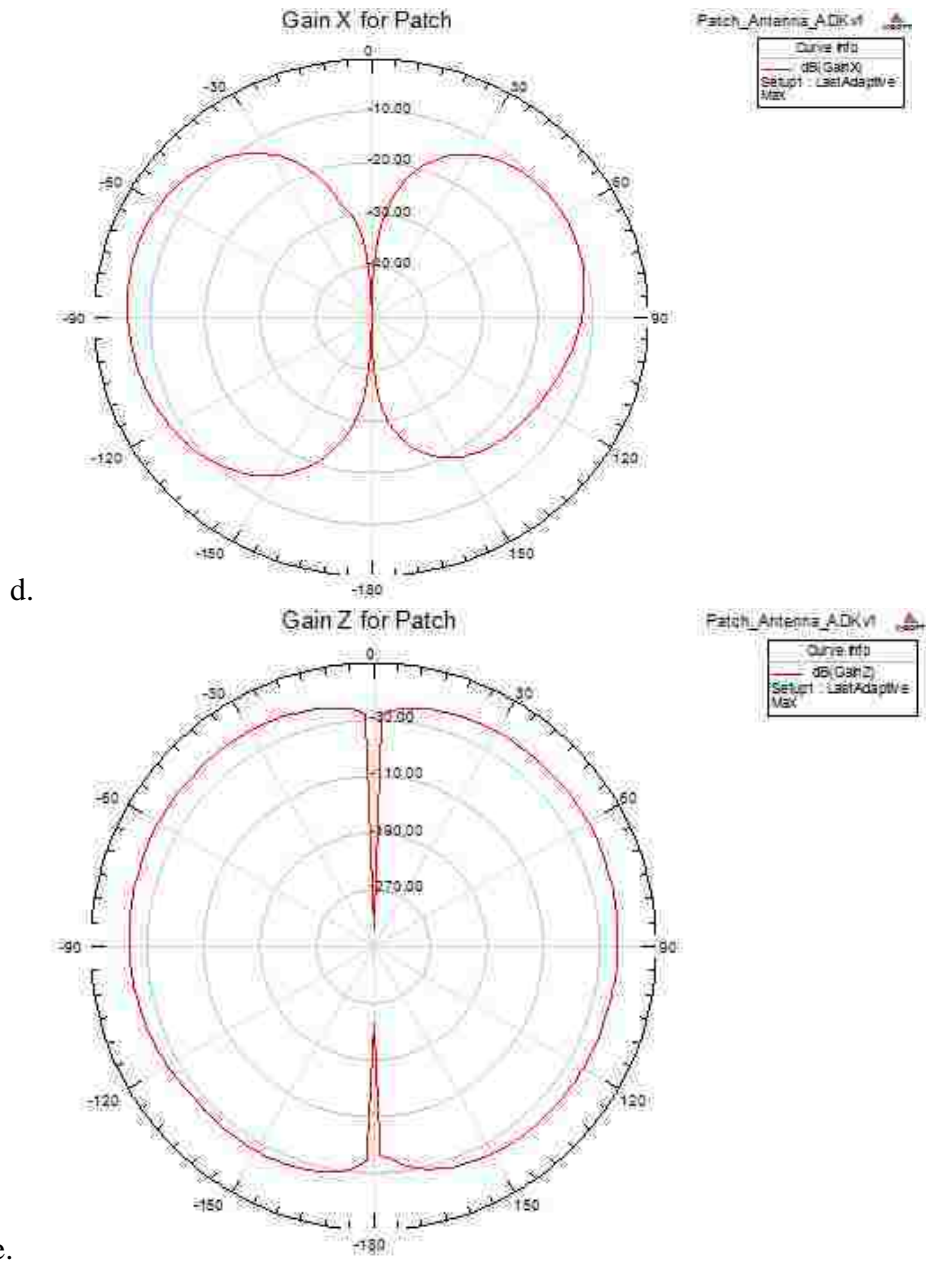 Gain X for Patch
Patch_Antenna_ADKv1
Curve Info
dB(GainX)
Setup1 : LastAdaptive
Max
0
-30
30
-10.00
-20.00
-60
60
-30.00
-40.00
-90
90
-120
120
-150
150
-180
d.
Gain Z for Patch
Patch_Antenna_ADKv1
Curve Info
dB(GainZ)
Setup1 : LastAdaptive
Max
0
-30
30
-30.00
-110.00
-60
60
-190.00
-270.00
-90
90
-120
120
-150
150
-180
e.